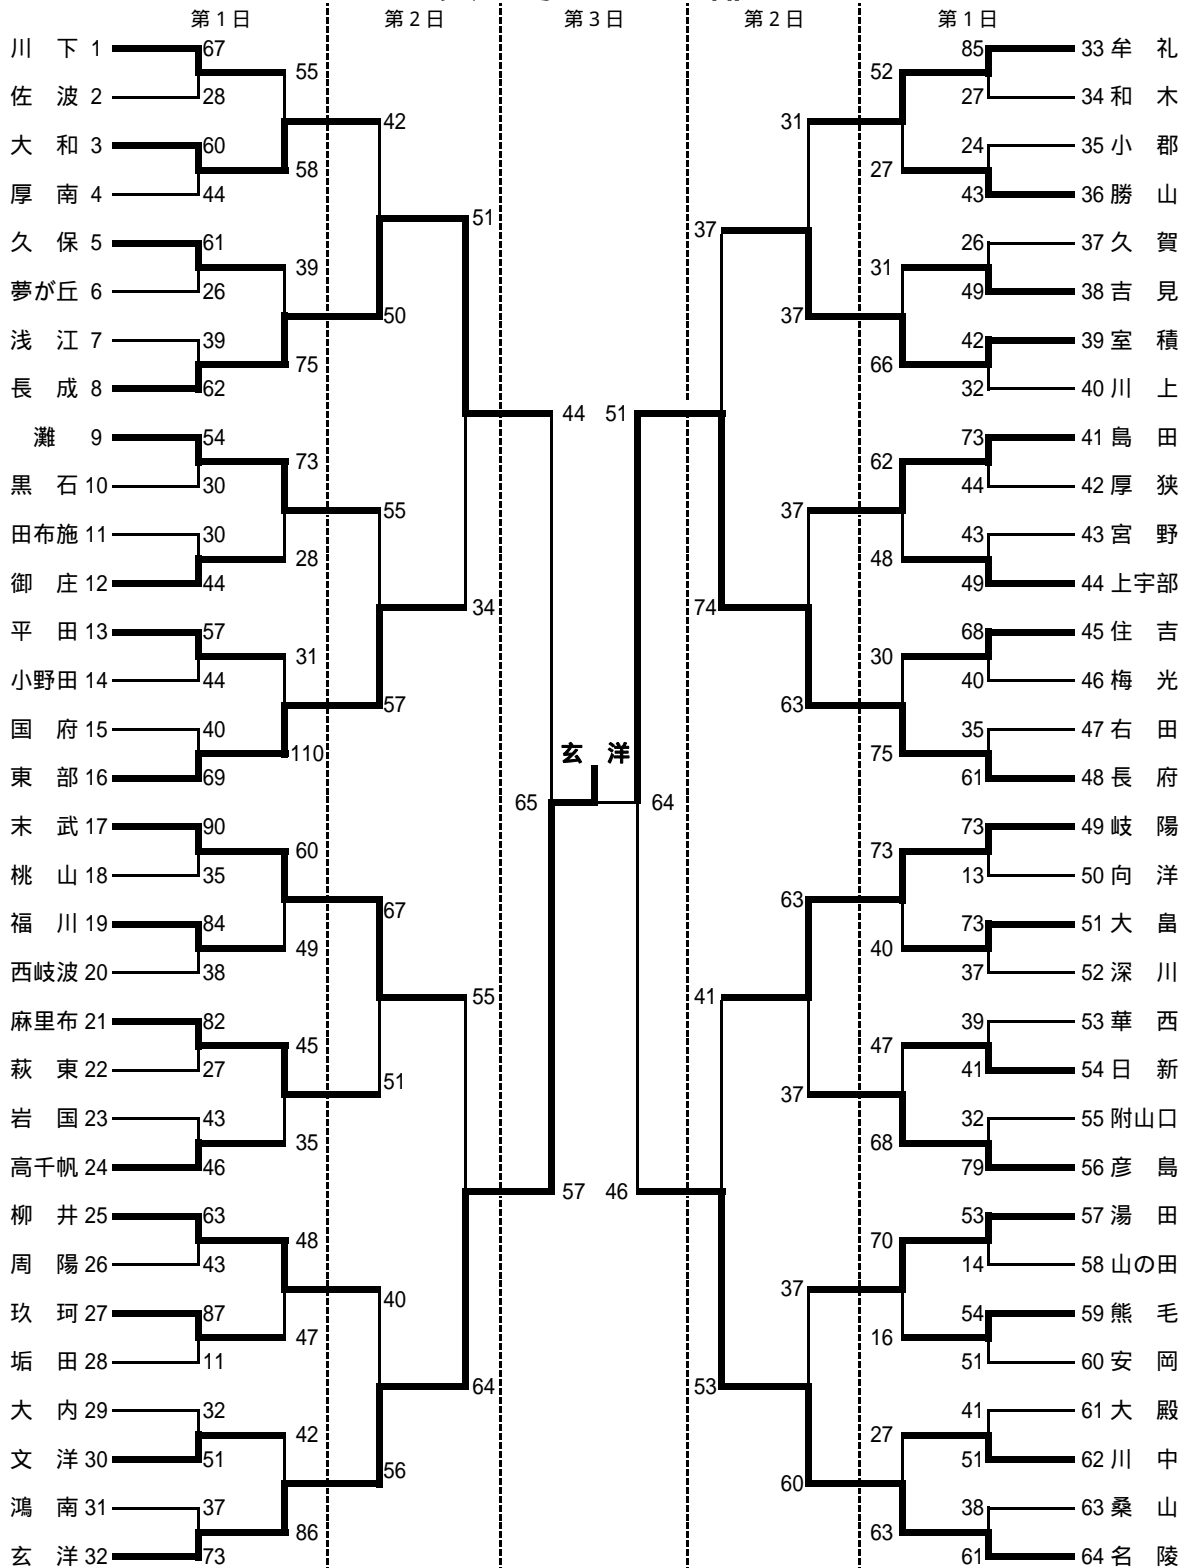 第1日 第2日 第3日 第2日 第1日
川 下 1 67 85 33 牟 礼
55 52
佐 波 2 28 27 34 和 木
42 31
大 和 3 60 24 35 小 郡
58 27
厚 南 4 44 43 36 勝 山
51 37
久 保 5 61 26 37 久 賀
39 31
夢が丘 6 26 49 38 吉 見
50 37
浅 江 7 39 42 39 室 積
75 66
長 成 8 62 32 40 川 上
44 51
灘 9 54 73 41 島 田
73 62
黒 石 10 30 44 42 厚 狭
55 37
田布施 11 30 43 43 宮 野
28 48
御 庄 12 44 49 44 上宇部
34 74
平 田 13 57 68 45 住 吉
31 30
小野田 14 44 40 46 梅 光
57 63
国 府 15 40 35 47 右 田
110 玄 洋 75
東 部 16 69 61 48 長 府
65 64
末 武 17 90 73 49 岐 陽
60 73
桃 山 18 35 13 50 向 洋
67 63
福 川 19 84 73 51 大 畠
49 40
西岐波 20 38 37 52 深 川
55 41
麻里布 21 82 39 53 華 西
45 47
萩 東 22 27 41 54 日 新
51 37
岩 国 23 43 32 55 附山口
35 68
高千帆 24 46 79 56 彦 島
57 46
柳 井 25 63 53 57 湯 田
48 70
周 陽 26 43 14 58 山の田
40 37
玖 珂 27 87 54 59 熊 毛
47 16
垢 田 28 11 51 60 安 岡
64 53
大 内 29 32 41 61 大 殿
42 27
文 洋 30 51 51 62 川 中
56 60
鴻 南 31 37 38 63 桑 山
86 63
玄 洋 32 73 61 64 名 陵